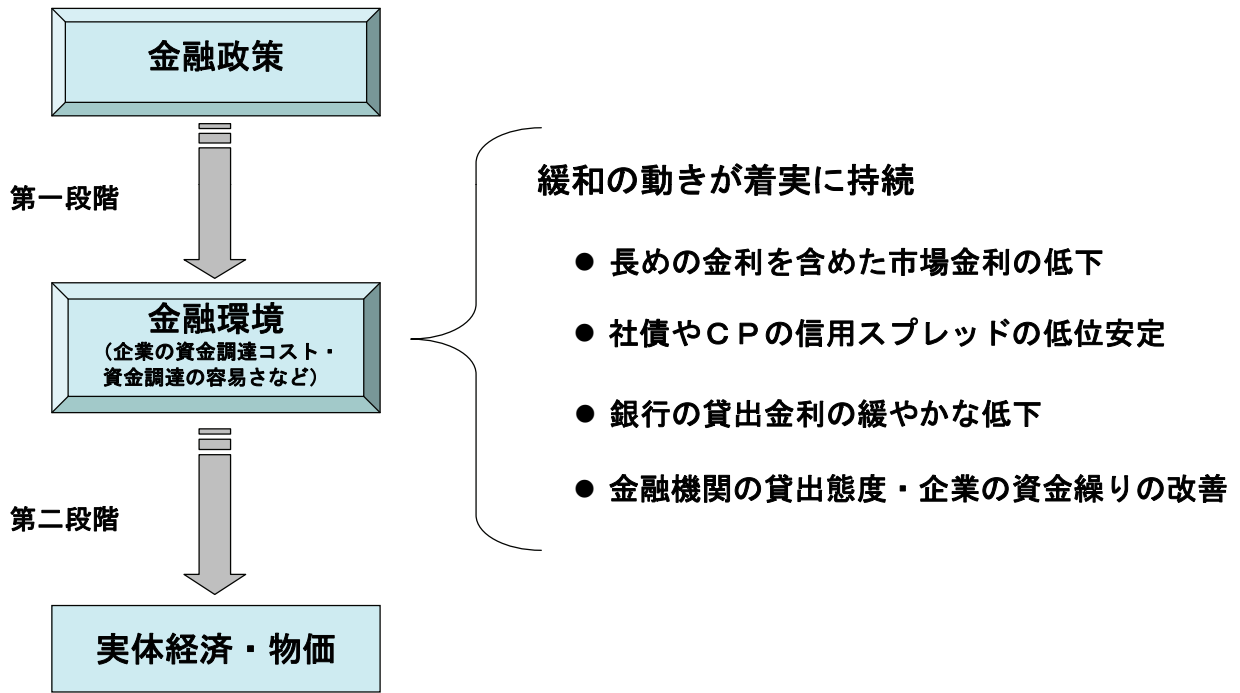 金融政策
第一段階
金融環境
（企業の資金調達コスト・
資金調達の容易さなど）
第二段階
実体経済・物価
緩和の動きが着実に持続
● 長めの金利を含めた市場金利の低下
● 社債やＣＰの信用スプレッドの低位安定
● 銀行の貸出金利の緩やかな低下
● 金融機関の貸出態度・企業の資金繰りの改善